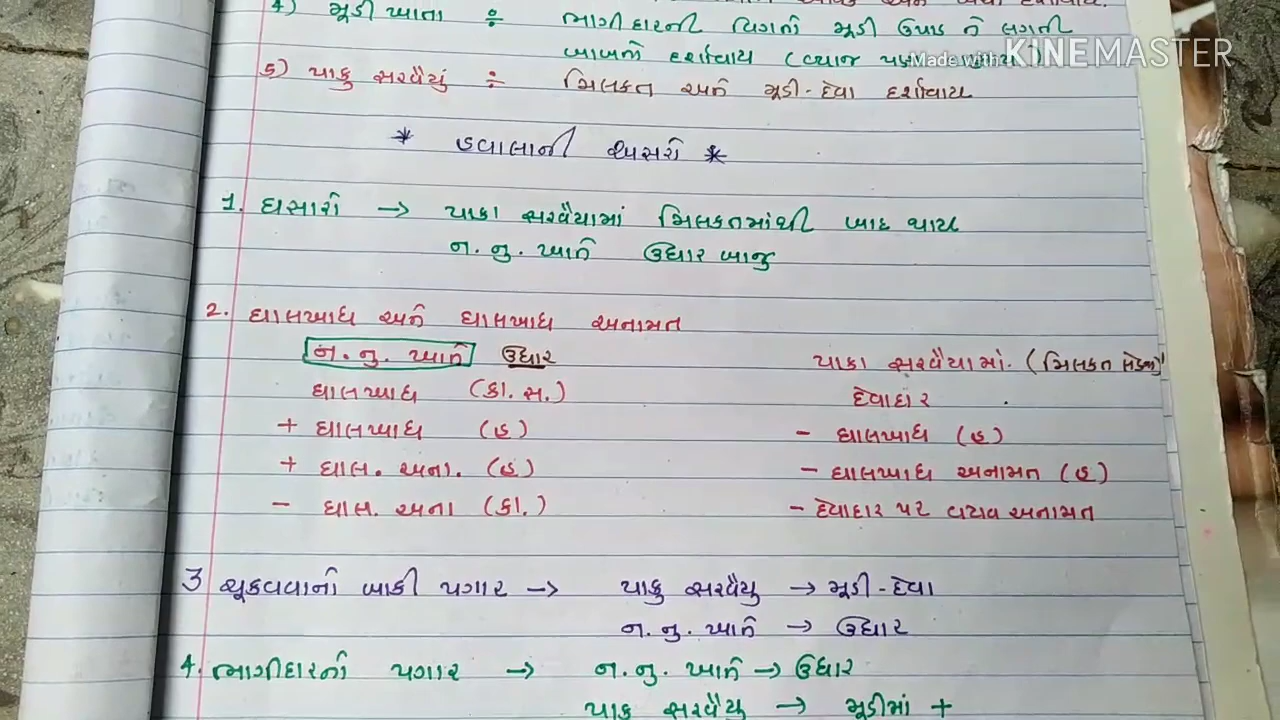 ૪) મૂડી ખાતા ÷ ભાગીદારની વિગતો મૂડી ઉપાડ ને લગતી
બાબતો દર્શાવાય ( વ્યાજ
Made with KINEMASTER
૫) પાકુ સરવૈયું ÷ મિલકત અને મૂડી-દેવા દર્શાવાય
* હવાલાની અસરો *
1. ઘસારો → પાકા સરવૈયામાં મિલકતમાંથી બાદ થાય
ન. નુ. ખાતે ઉધાર બાજુ
2. ઘાલખાધ અને ઘાલખાધ અનામત
ન. નુ. ખાતે ઉધાર
પાકા સરવૈયામાં. (મિલકત
ઘાલખાધ (કા. સ.)
દેવાદાર
+ ઘાલખાધ (હ)
- ઘાલખાધ (હ)
+ ઘાલ. અના. (હ)
- ઘાલખાધ અનામત (હ)
- ઘાલ. અના (કા.)
- દેવાદાર પર વટાવ અનામત
3 ચૂકવવાનો બાકી પગાર → પાકુ સરવૈયુ → મૂડી-દેવા
ન. નુ. ખાતે → ઉધાર
4. ભાગીદારનો પગાર → ન. નુ. ખાતે → ઉધાર
પાકુ સરવૈયુ → મૂડીમાં +